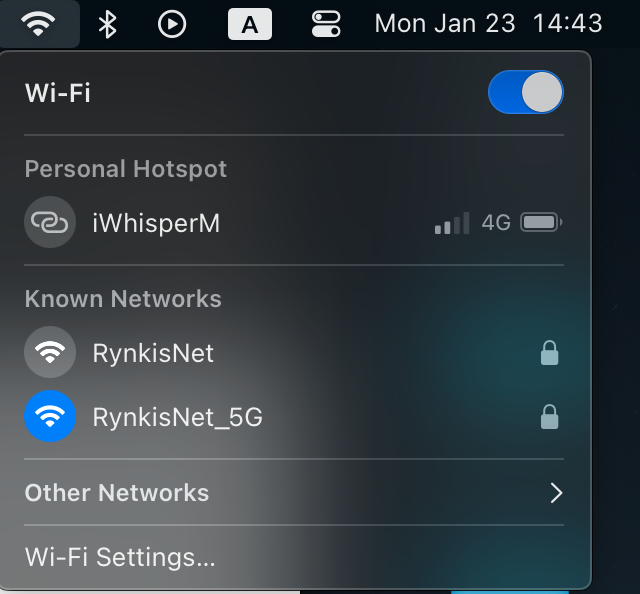 A Mon Jan 23 14:43
Wi-Fi
Personal Hotspot
iWhisperM 4G
Known Networks
RynkisNet
RynkisNet_5G
Other Networks
Wi-Fi Settings...